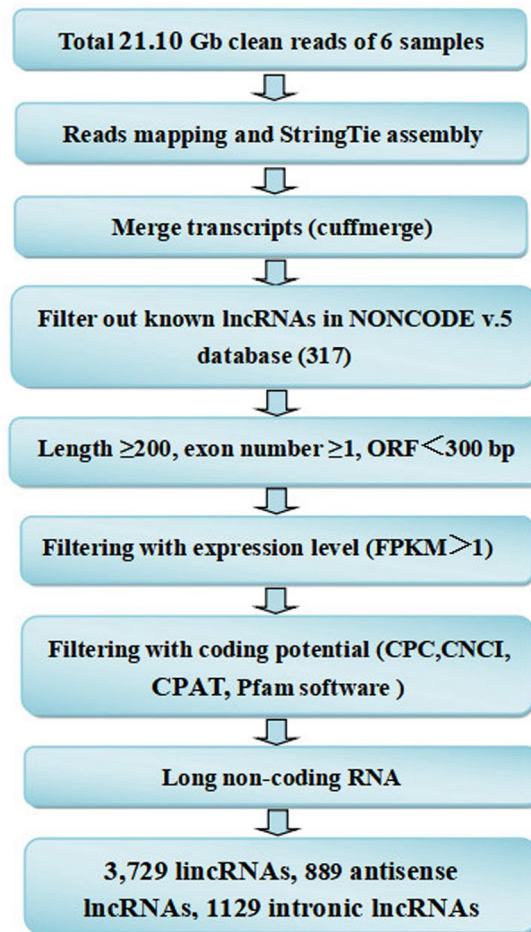 Total 21.10 Gb clean reads of 6 samples
Reads mapping and StringTie assembly
Merge transcripts (cuffmerge)
Filter out known lncRNAs in NONCODE v.5
database (317)
Length ≥200, exon number ≥1, ORF＜300 bp
Filtering with expression level (FPKM＞1)
Filtering with coding potential (CPC,CNCI,
CPAT, Pfam software )
Long non-coding RNA
3,729 lincRNAs, 889 antisense
lncRNAs, 1129 intronic lncRNAs